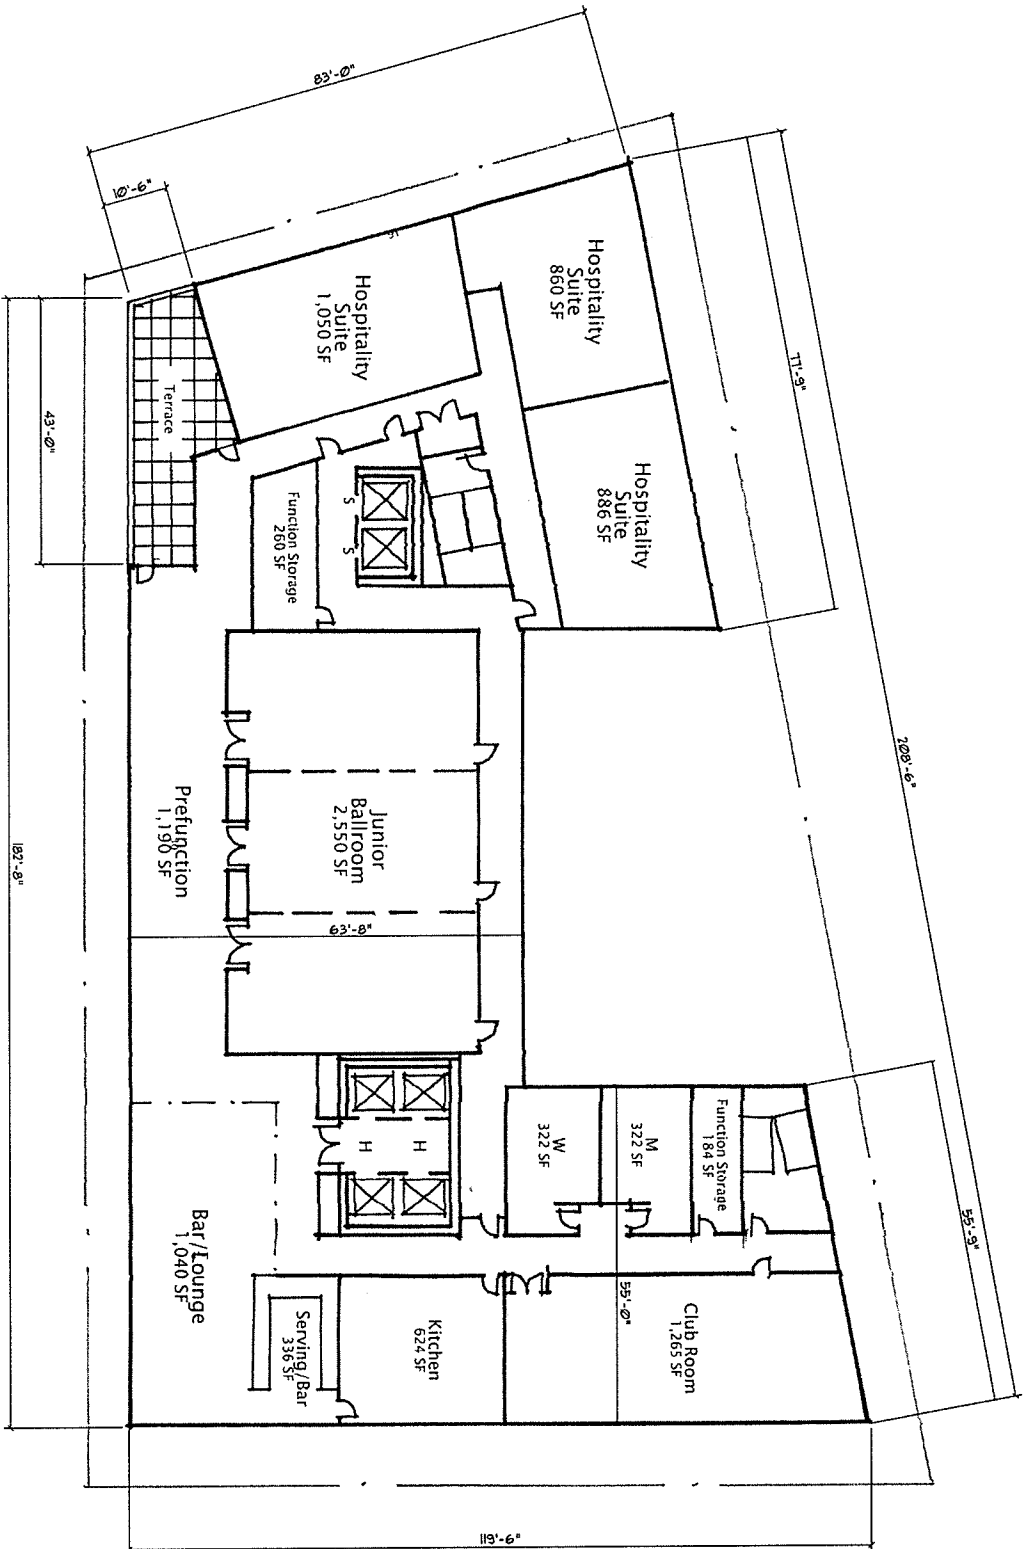 83'-0"
10'-6"
Hospitality
Suite
860 SF
Hospitality
Suite
1,050 SF
77'-9"
Terrace
43'-0"
Hospitality
Suite
886 SF
Function Storage
260 SF
S
S
208'-6"
Junior
Ballroom
2,550 SF
Prefunction
1,190 SF
182'-8"
63'-8"
W
322 SF
M
322 SF
Function Storage
184 SF
H
H
Bar/Lounge
1,040 SF
55'-9"
55'-0"
Serving/Bar
336 SF
Kitchen
624 SF
Club Room
1,265 SF
119'-6"